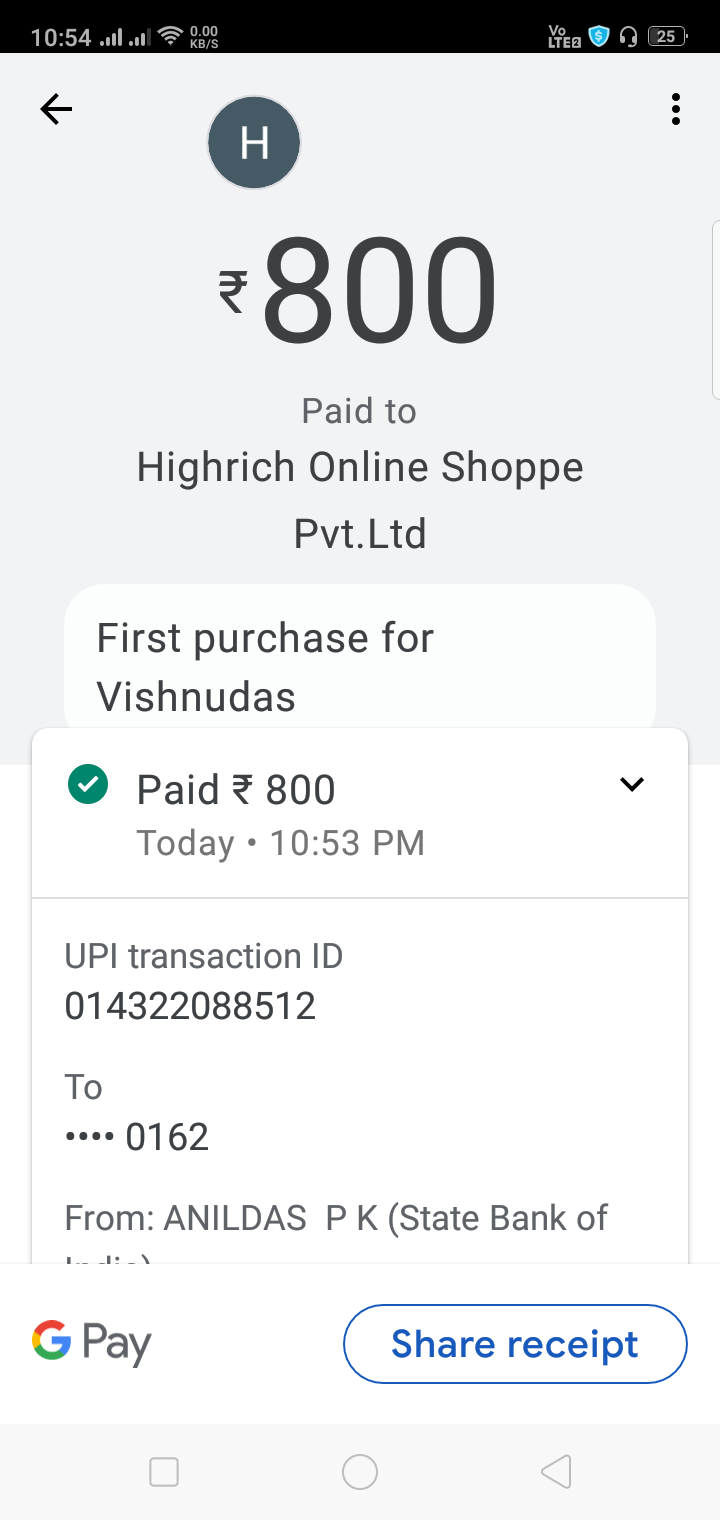 10:54 0.00 KB/S Vo LTE2 25
H
₹800
Paid to
Highrich Online Shoppe
Pvt.Ltd
First purchase for
Vishnudas
Paid ₹ 800
Today • 10:53 PM
UPI transaction ID
014322088512
To
•••• 0162
From: ANILDAS P K (State Bank of
India)
G Pay
Share receipt